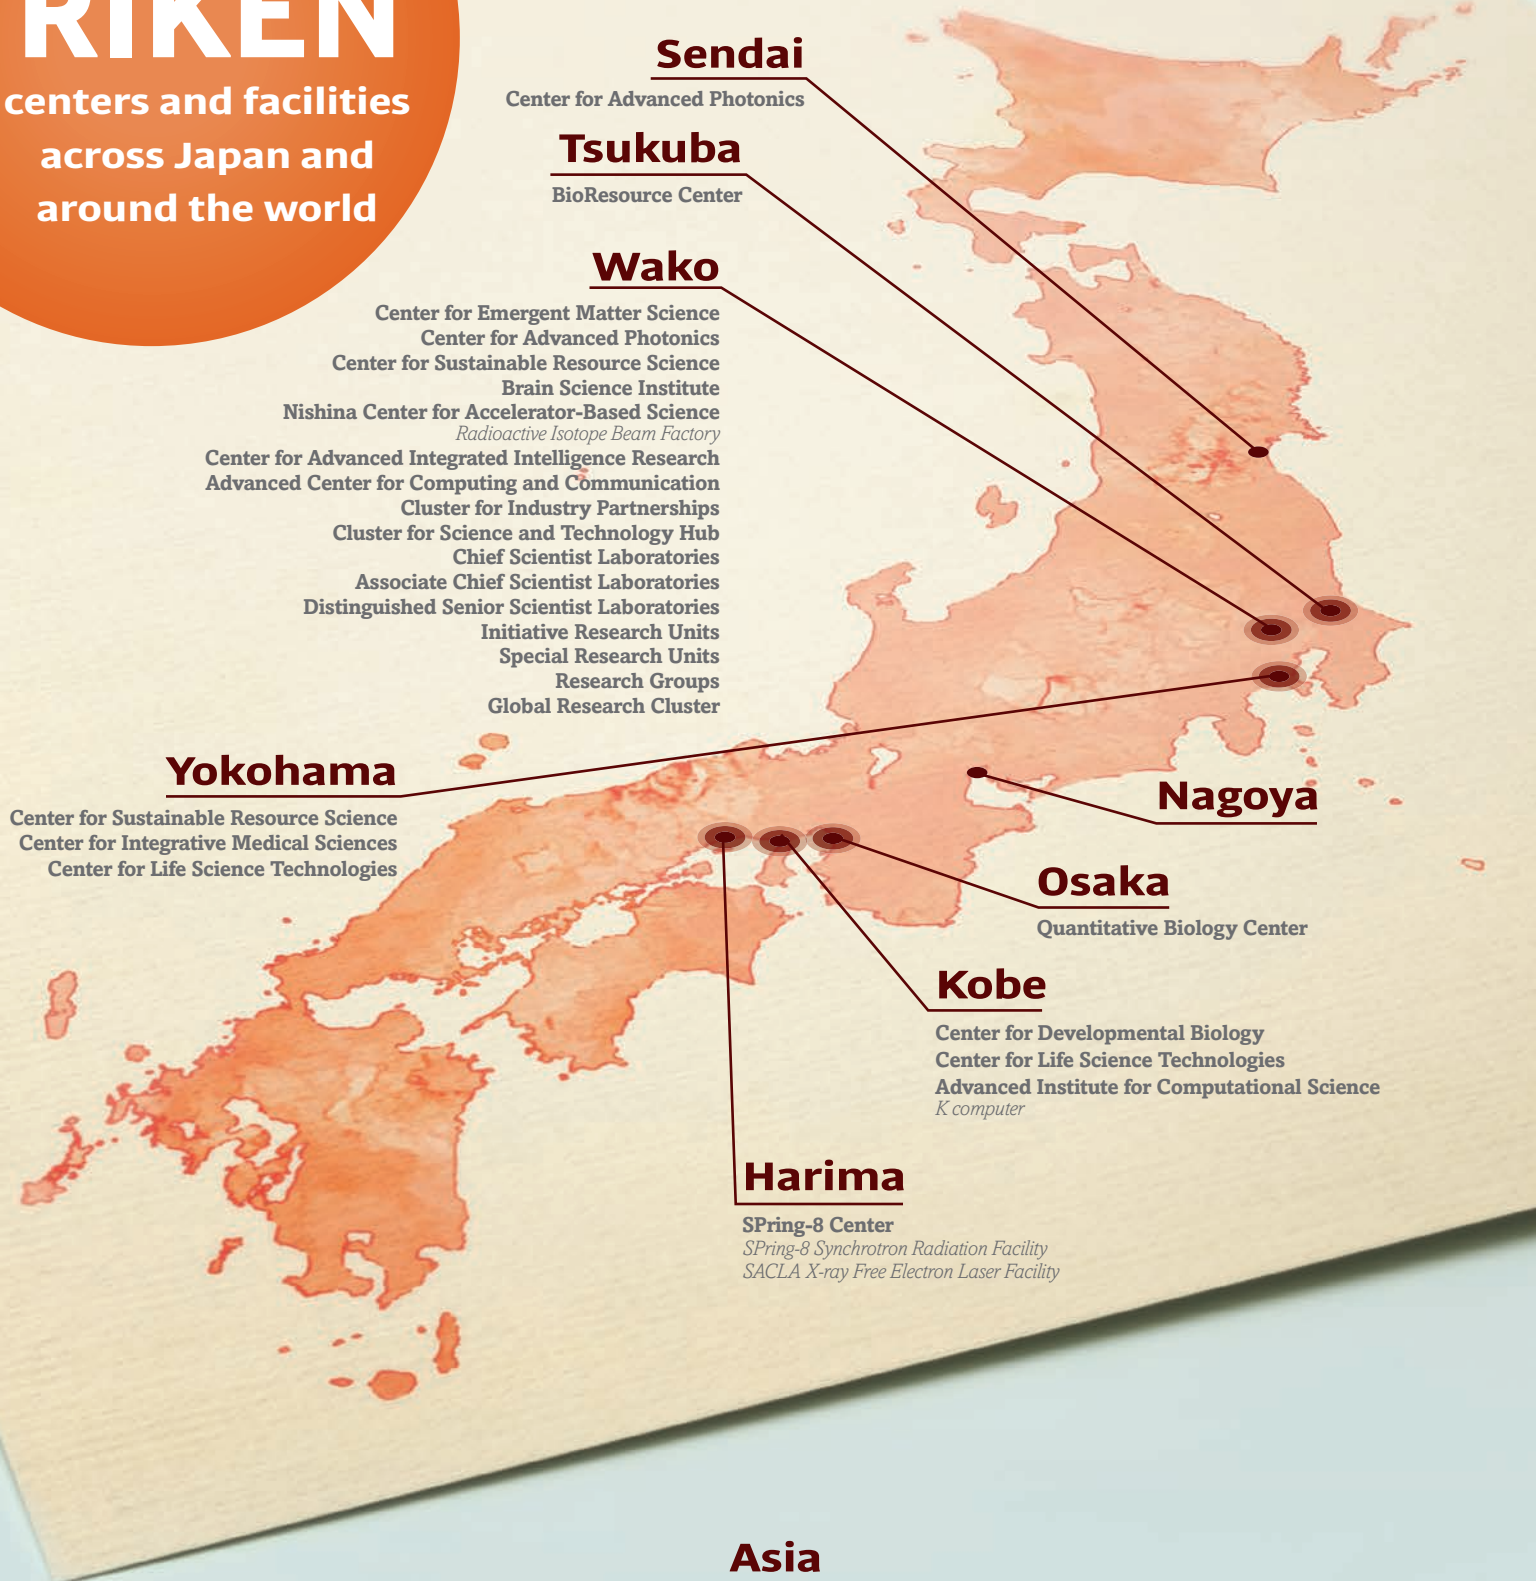 RIKEN
centers and facilities
across Japan and
around the world
Sendai
Center for Advanced Photonics
Tsukuba
BioResource Center
Wako
Center for Emergent Matter Science
Center for Advanced Photonics
Center for Sustainable Resource Science
Brain Science Institute
Nishina Center for Accelerator-Based Science
Radioactive Isotope Beam Factory
Center for Advanced Integrated Intelligence Research
Advanced Center for Computing and Communication
Cluster for Industry Partnerships
Cluster for Science and Technology Hub
Chief Scientist Laboratories
Associate Chief Scientist Laboratories
Distinguished Senior Scientist Laboratories
Initiative Research Units
Special Research Units
Research Groups
Global Research Cluster
Yokohama
Center for Sustainable Resource Science
Center for Integrative Medical Sciences
Center for Life Science Technologies
Nagoya
Osaka
Quantitative Biology Center
Kobe
Center for Developmental Biology
Center for Life Science Technologies
Advanced Institute for Computational Science
K computer
Harima
SPring-8 Center
SPring-8 Synchrotron Radiation Facility
SACLA X-ray Free Electron Laser Facility
Asia